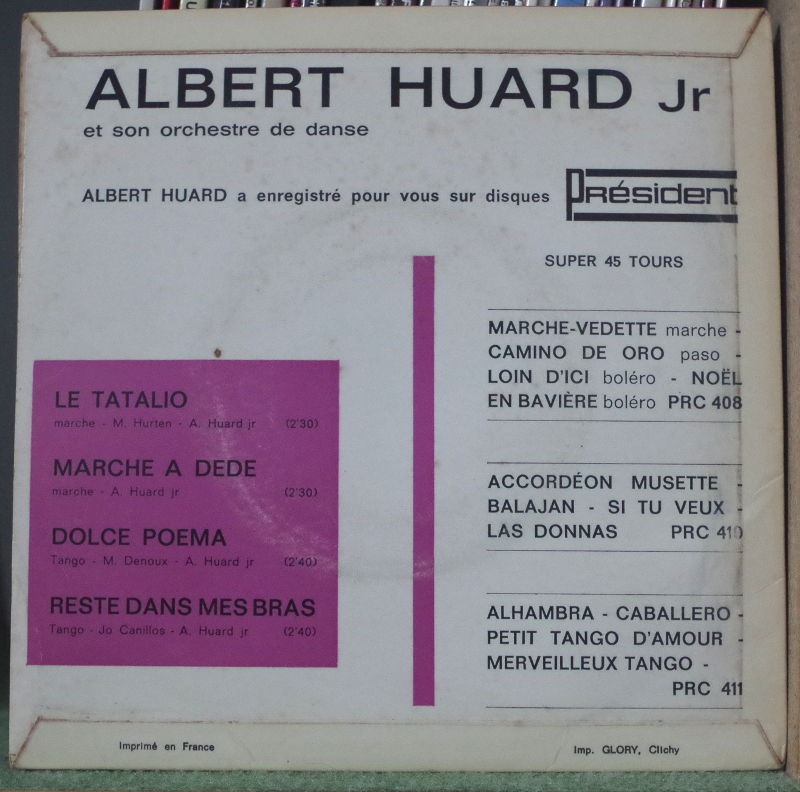 ALBERT HUARD Jr
et son orchestre de danse
ALBERT HUARD a enregistré pour vous sur disques Président
SUPER 45 TOURS
MARCHE-VEDETTE marche -
CAMINO DE ORO paso -
LOIN D'ICI boléro - NOËL
EN BAVIÈRE boléro PRC 408
ACCORDÉON MUSETTE -
BALAJAN - SI TU VEUX -
LAS DONNAS PRC 410
ALHAMBRA - CABALLERO -
PETIT TANGO D'AMOUR -
MERVEILLEUX TANGO -
PRC 411
LE TATALIO
marche - M. Hurten - A. Huard jr (2'30)
MARCHE A DEDE
marche - A. Huard jr (2'30)
DOLCE POEMA
Tango - M. Denoux - A. Huard jr (2'40)
RESTE DANS MES BRAS
Tango - Jo Canillos - A. Huard jr (2'40)
Imprimé en France
Imp. GLORY, Clichy